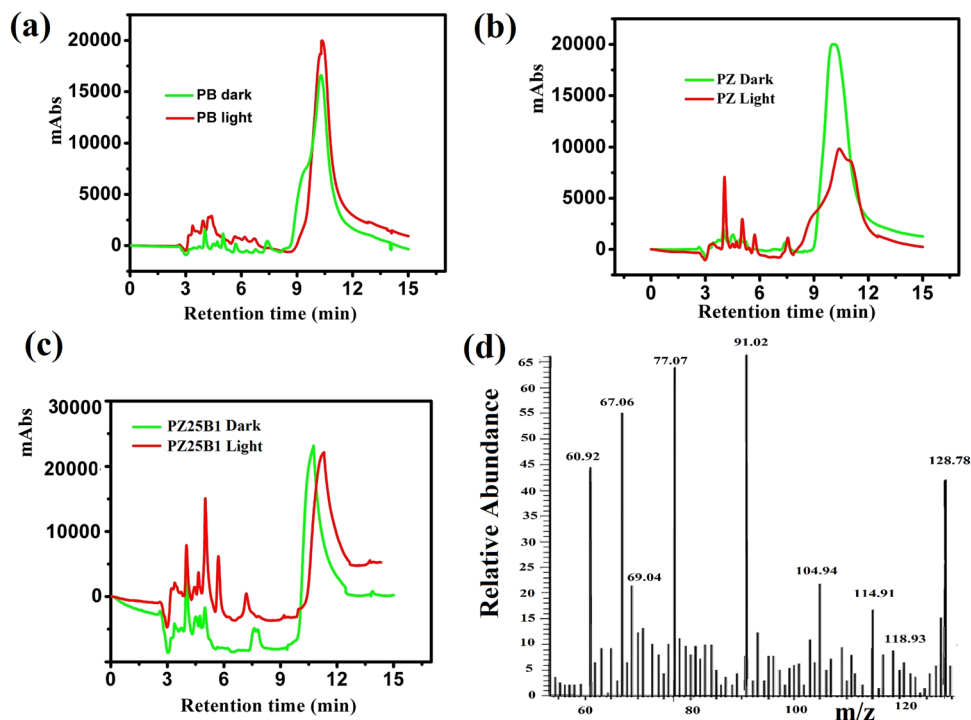 (a)
20000
15000
10000
5000
0
mAbs
PB dark
PB light
0 3 6 9 12 15
Retention time (min)
(b)
20000
15000
10000
5000
0
mAbs
PZ Dark
PZ Light
0 3 6 9 12 15
Retention time (min)
(c)
30000
20000
10000
0
mAbs
PZ25B1 Dark
PZ25B1 Light
0 3 6 9 12 15
Retention time (min)
(d)
65
60
55
50
45
40
35
30
25
20
15
10
5
0
Relative Abundance
91.02
77.07
67.06
60.92
128.78
69.04
104.94
114.91
118.93
60 80 100 120
m/z